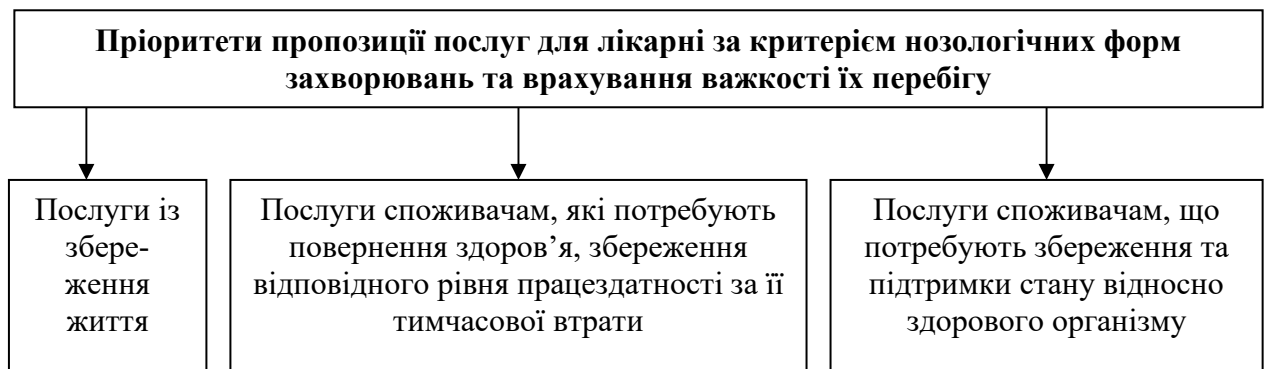 Пріоритети пропозиції послуг для лікарні за критерієм нозологічних форм
захворювань та врахування важкості їх перебігу
Послуги із
збере-
ження
життя
Послуги споживачам, які потребують
повернення здоров’я, збереження
відповідного рівня працездатності за її
тимчасової втрати
Послуги споживачам, що
потребують збереження та
підтримки стану відносно
здорового організму